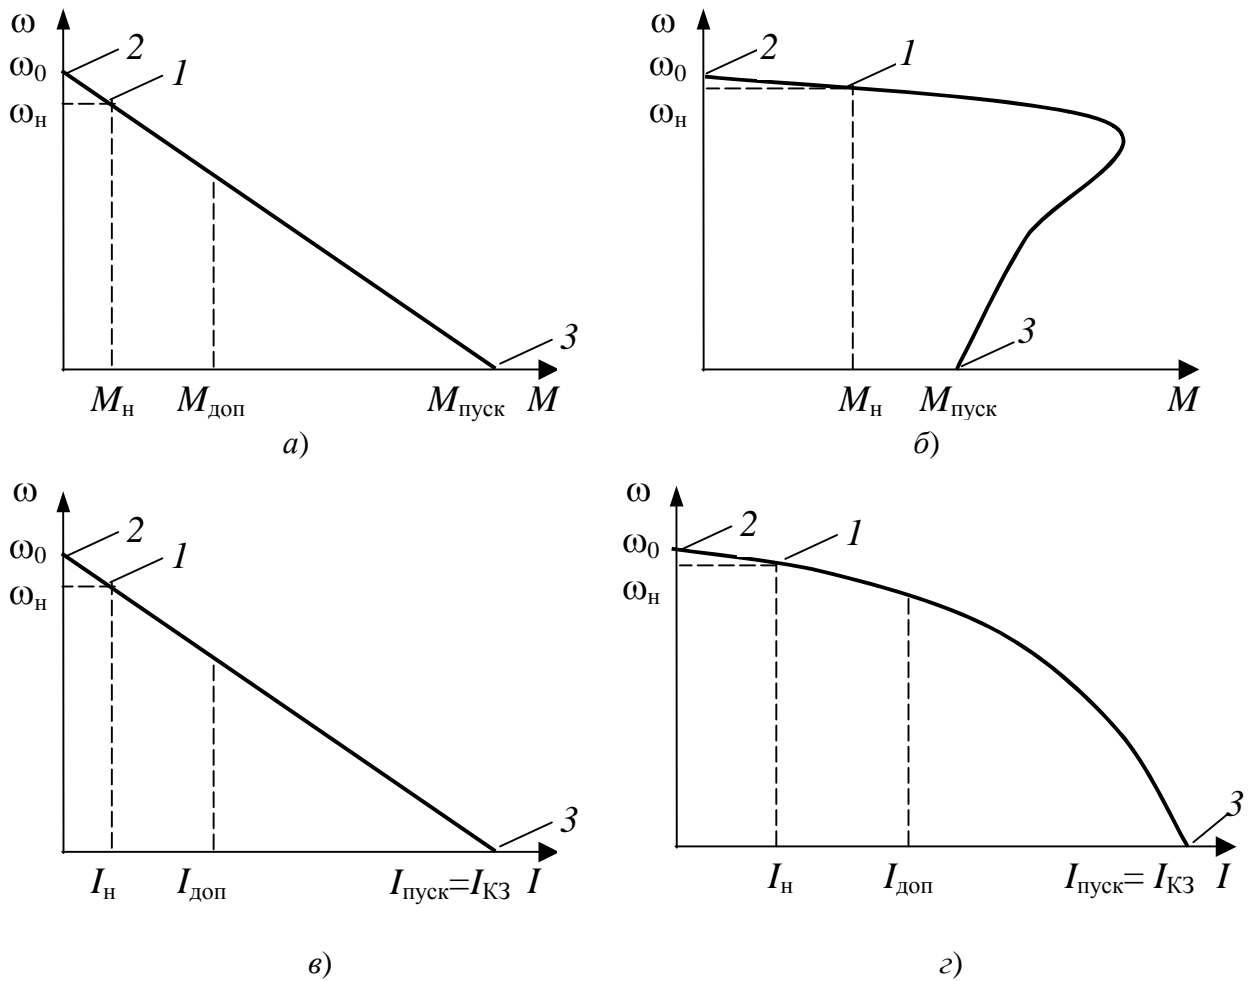 ω 2
ω₀ 1
ωн
3
Mн Mдоп Mпуск M
а)
ω 2
ω₀ 1
ωн
3
Mн Mпуск M
б)
ω 2
ω₀ 1
ωн
3
Iн Iдоп Iпуск=IКЗ I
в)
ω 2
ω₀ 1
ωн
3
Iн Iдоп Iпуск= IКЗ I
г)